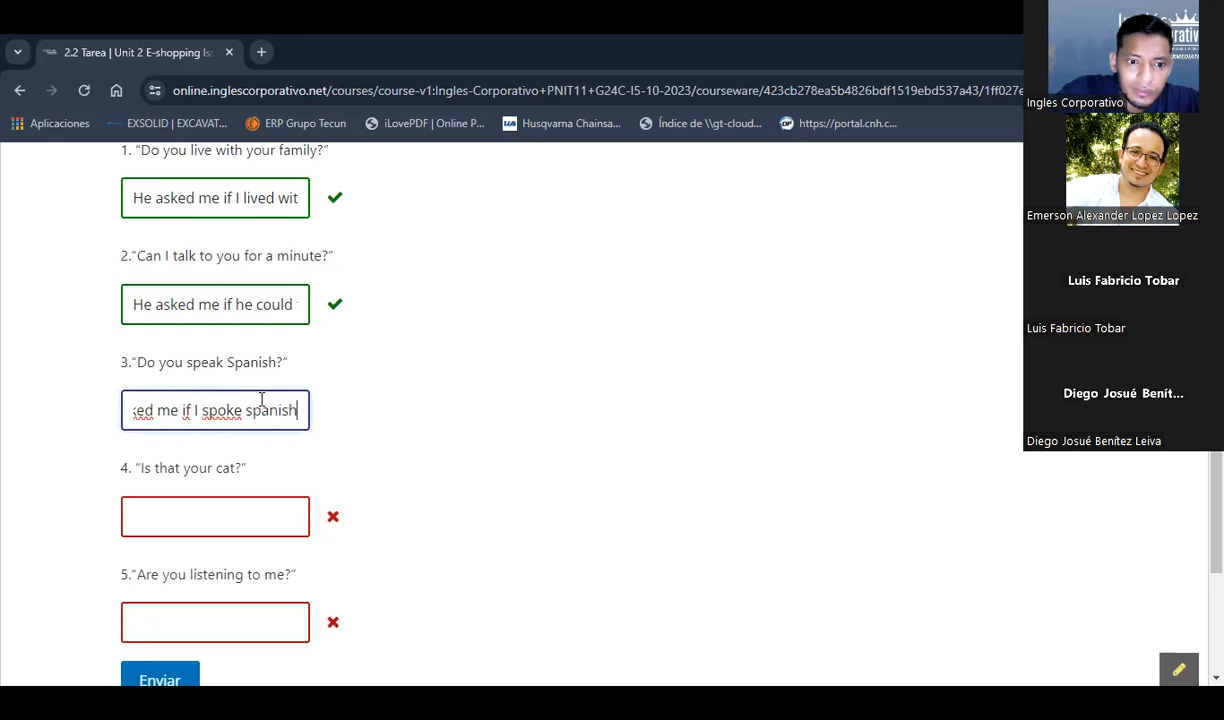 2.2 Tarea | Unit 2 E-shopping Is
online.inglescorporativo.net/courses/course-v1:Ingles-Corporativo+PNIT11+G24C-I5-10-2023/courseware/423cb278ea5b4826bdf1519ebd537a43/1ff027e
Aplicaciones
EXSOLID | EXCAVAT...
ERP Grupo Tecun
iLovePDF | Online P...
Husqvarna Chainsa...
Índice de \\gt-cloud...
https://portal.cnh.c...
1. “Do you live with your family?”
He asked me if I lived wit
2.“Can I talk to you for a minute?”
He asked me if he could
3.“Do you speak Spanish?”
ked me if I spoke spanish
4. “Is that your cat?”
5.“Are you listening to me?”
Enviar
Ingles Corporativo
Emerson Alexander Lopez Lopez
Luis Fabricio Tobar
Luis Fabricio Tobar
Diego Josué Benít...
Diego Josué Benítez Leiva